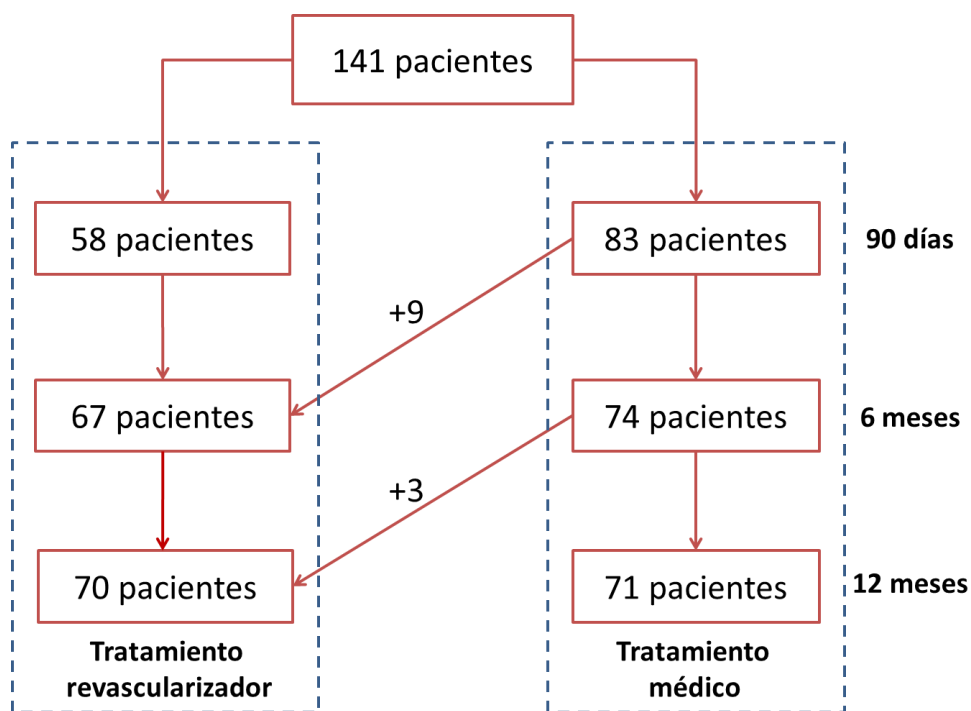 141 pacientes
58 pacientes
83 pacientes
90 días
+9
67 pacientes
74 pacientes
6 meses
+3
70 pacientes
71 pacientes
12 meses
Tratamiento
revascularizador
Tratamiento
médico